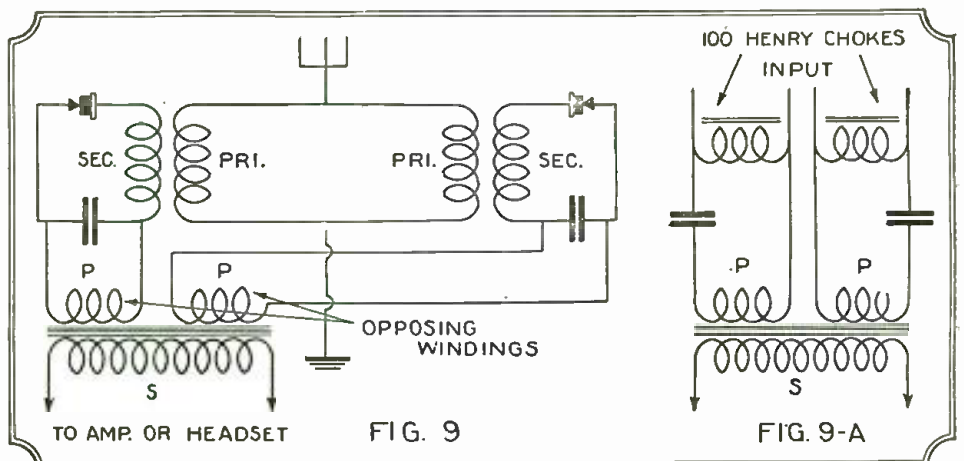 SEC.
PRI.
PRI.
SEC.
P
P
OPPOSING
WINDINGS
S
TO AMP. OR HEADSET
FIG. 9
100 HENRY CHOKES
INPUT
P
P
S
FIG. 9-A